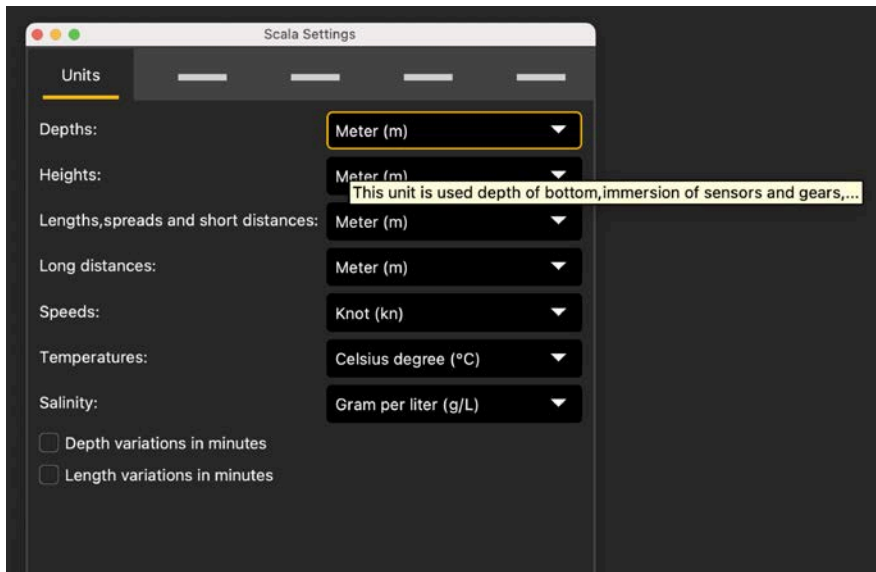 Scala Settings
Units
Depths: Meter (m)
Heights: Meter (m)
This unit is used depth of bottom,immersion of sensors and gears,...
Lengths,spreads and short distances: Meter (m)
Long distances: Meter (m)
Speeds: Knot (kn)
Temperatures: Celsius degree (°C)
Salinity: Gram per liter (g/L)
Depth variations in minutes
Length variations in minutes